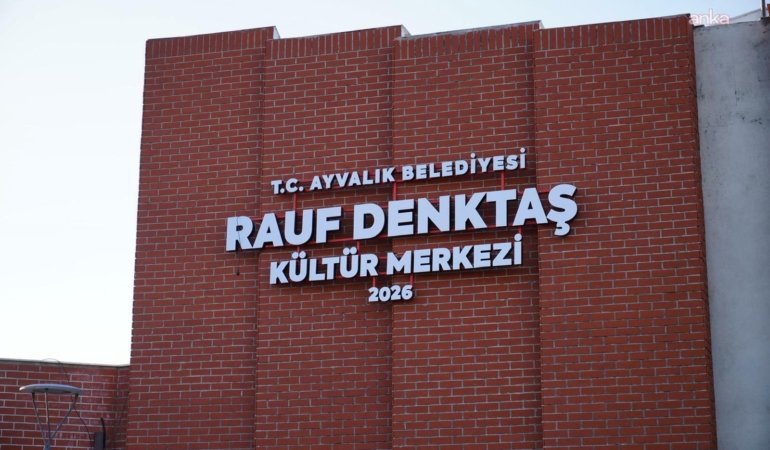 anka
T.C. AYVALIK BELEDİYESİ
RAUF DENKTAŞ
KÜLTÜR MERKEZİ
2026